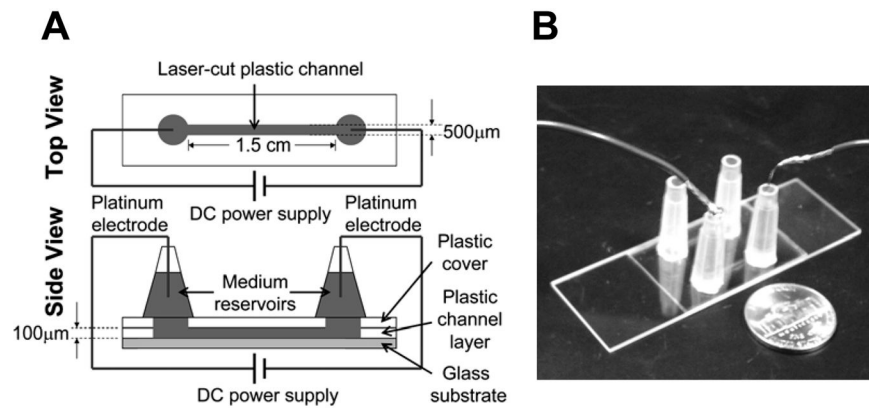 A
B
Top View
Laser-cut plastic channel
1.5 cm
500μm
DC power supply
Side View
Platinum
electrode
Platinum
electrode
Medium
reservoirs
Plastic
cover
Plastic
channel
layer
100μm
Glass
substrate
DC power supply